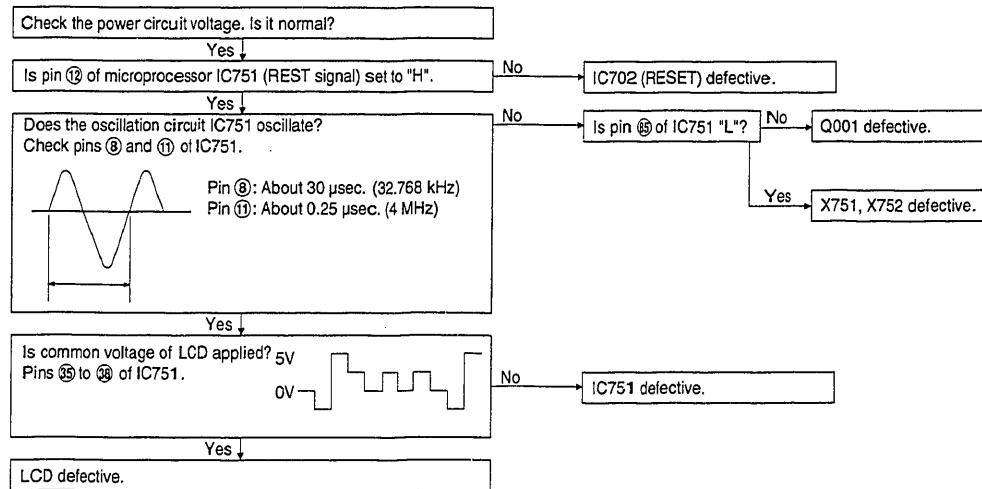 Check the power circuit voltage. Is it normal?
Yes
Is pin ⑫ of microprocessor IC751 (REST signal) set to "H".
No
IC702 (RESET) defective.
Yes
Does the oscillation circuit IC751 oscillate?
Check pins ⑧ and ⑪ of IC751.
Pin ⑧: About 30 μsec. (32.768 kHz)
Pin ⑪: About 0.25 μsec. (4 MHz)
No
Is pin 85 of IC751 "L"?
No
Q001 defective.
Yes
X751, X752 defective.
Yes
Is common voltage of LCD applied?
Pins ㉟ to ㊳ of IC751.
5V
0V
No
IC751 defective.
Yes
LCD defective.